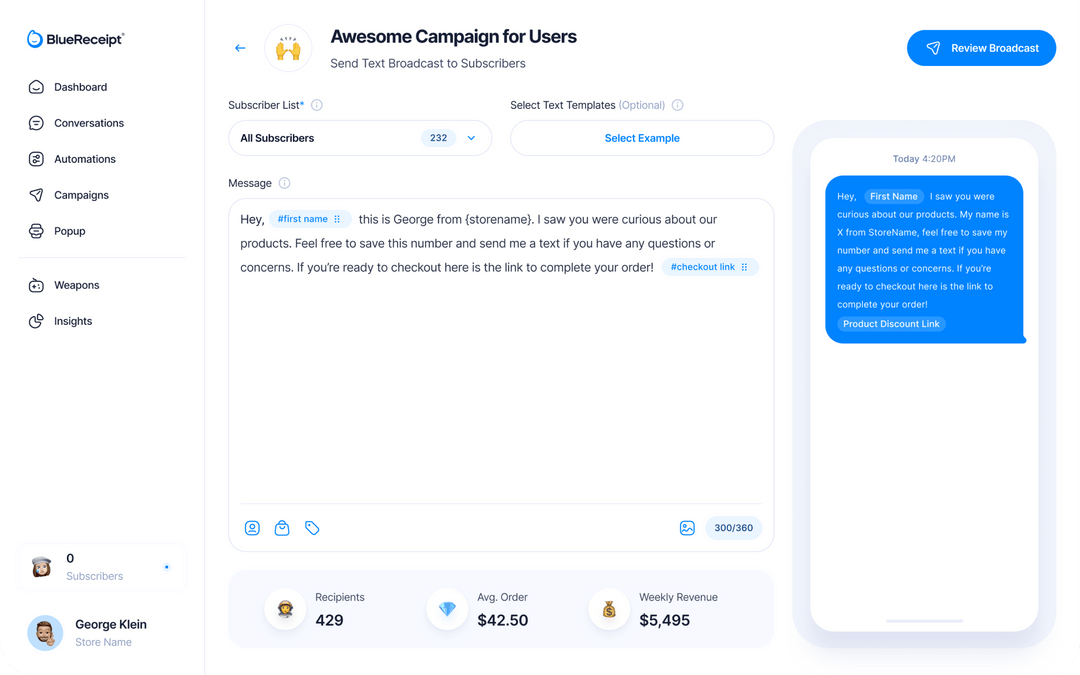 BlueReceipt®
Dashboard
Conversations
Automations
Campaigns
Popup
Weapons
Insights
0
Subscribers
George Klein
Store Name
Awesome Campaign for Users
Send Text Broadcast to Subscribers
Review Broadcast
Subscriber List*
All Subscribers 232
Select Text Templates (Optional)
Select Example
Message
Hey, #first name this is George from {storename}. I saw you were curious about our
products. Feel free to save this number and send me a text if you have any questions or
concerns. If you’re ready to checkout here is the link to complete your order! #checkout link
300/360
Recipients
429
Avg. Order
$42.50
Weekly Revenue
$5,495
Today 4:20PM
Hey, First Name I saw you were
curious about our products. My name is
X from StoreName, feel free to save my
number and send me a text if you have
any questions or concerns. If you’re
ready to checkout here is the link to
complete your order!
Product Discount Link